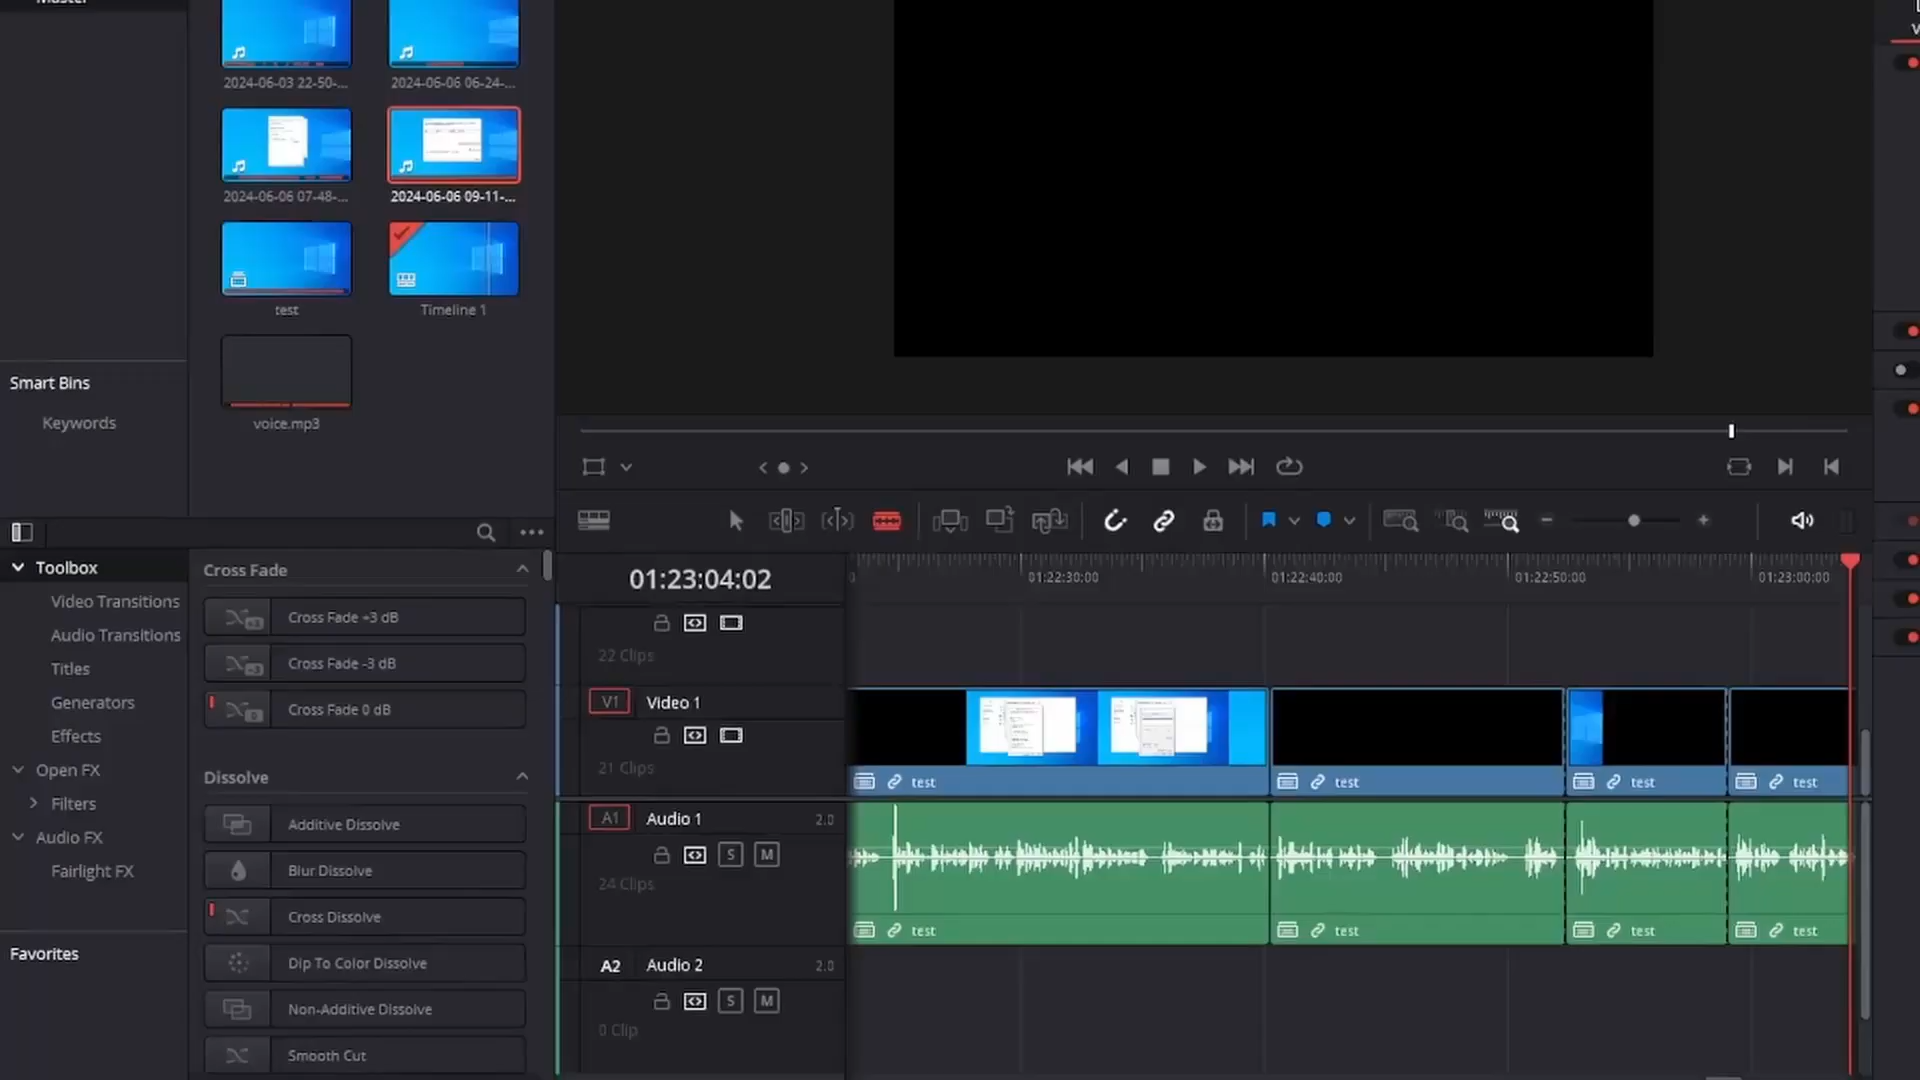 2024-06-03 22-50-...
2024-06-06 06-24-...
2024-06-06 07-48-...
2024-06-06 09-11-...
test
Timeline 1
voice.mp3
Smart Bins
Keywords
Toolbox
Video Transitions
Audio Transitions
Titles
Generators
Effects
Open FX
Filters
Audio FX
Fairlight FX
Favorites
Cross Fade
Cross Fade +3 dB
Cross Fade -3 dB
Cross Fade 0 dB
Dissolve
Additive Dissolve
Blur Dissolve
Cross Dissolve
Dip To Color Dissolve
Non-Additive Dissolve
Smooth Cut
01:23:04:02
01:22:30:00
01:22:40:00
01:22:50:00
01:23:00:00
22 Clips
V1 Video 1
21 Clips
test
test
test
test
A1 Audio 1 2.0
S M
24 Clips
test
test
test
test
A2 Audio 2 2.0
S M
0 Clip